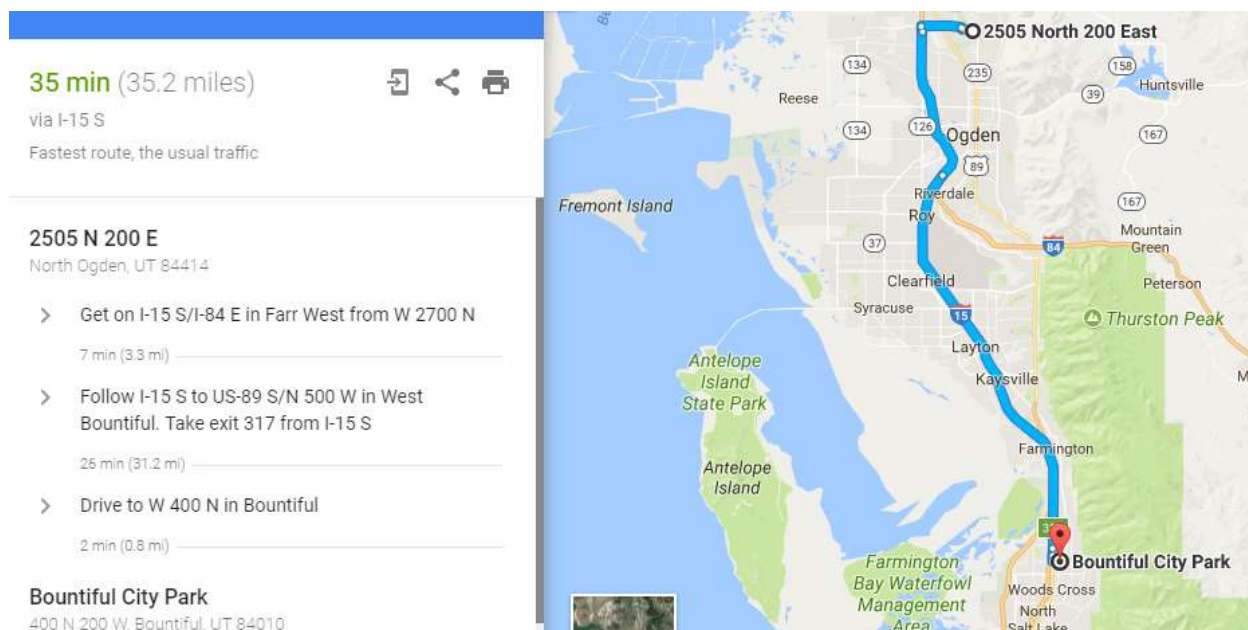 35 min (35.2 miles)
via I-15 S
Fastest route, the usual traffic
2505 N 200 E
North Ogden, UT 84414
Get on I-15 S/I-84 E in Farr West from W 2700 N
7 min (3.3 mi)
Follow I-15 S to US-89 S/N 500 W in West
Bountiful. Take exit 317 from I-15 S
26 min (31.2 mi)
Drive to W 400 N in Bountiful
2 min (0.8 mi)
Bountiful City Park
400 N 200 W, Bountiful, UT 84010
2505 North 200 East
134
235
158
Huntsville
Reese
39
134
126
Ogden
167
89
Riverdale
Fremont Island
Roy
167
37
84
Mountain
Green
Clearfield
Peterson
Syracuse
15
Thurston Peak
Layton
Antelope
Island
State Park
Kaysville
M
Farmington
Antelope
Island
Bountiful City Park
Farmington
Bay Waterfowl
Management
Area
Woods Cross
North
Salt Lake